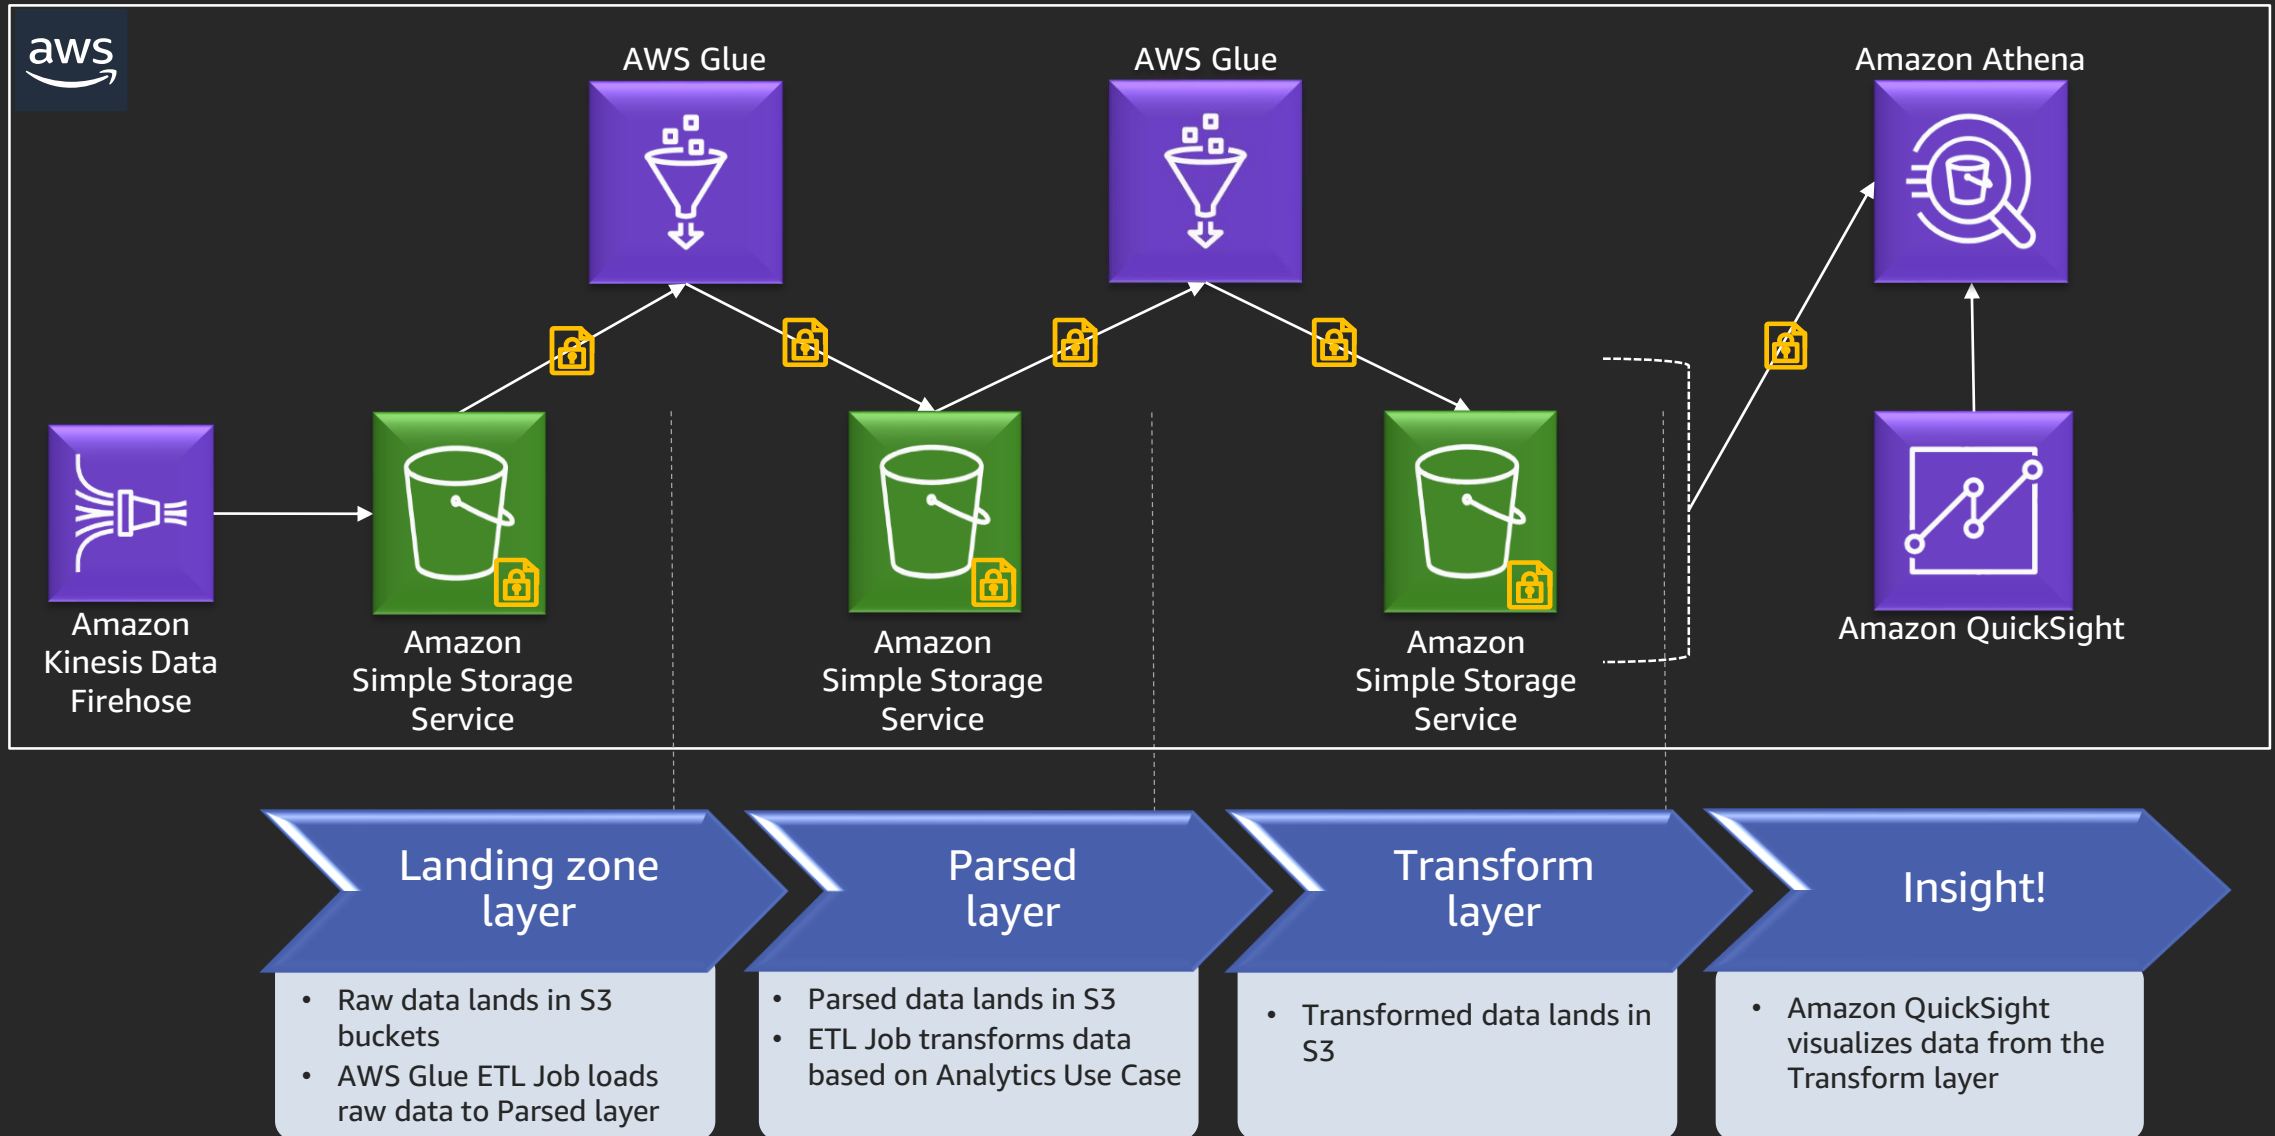 aws
AWS Glue
AWS Glue
Amazon Athena
Amazon
Kinesis Data
Firehose
Amazon
Simple Storage
Service
Amazon
Simple Storage
Service
Amazon
Simple Storage
Service
Amazon QuickSight
Landing zone
layer
• Raw data lands in S3
buckets
• AWS Glue ETL Job loads
raw data to Parsed layer
Parsed
layer
• Parsed data lands in S3
• ETL Job transforms data
based on Analytics Use Case
Transform
layer
• Transformed data lands in
S3
Insight!
• Amazon QuickSight
visualizes data from the
Transform layer